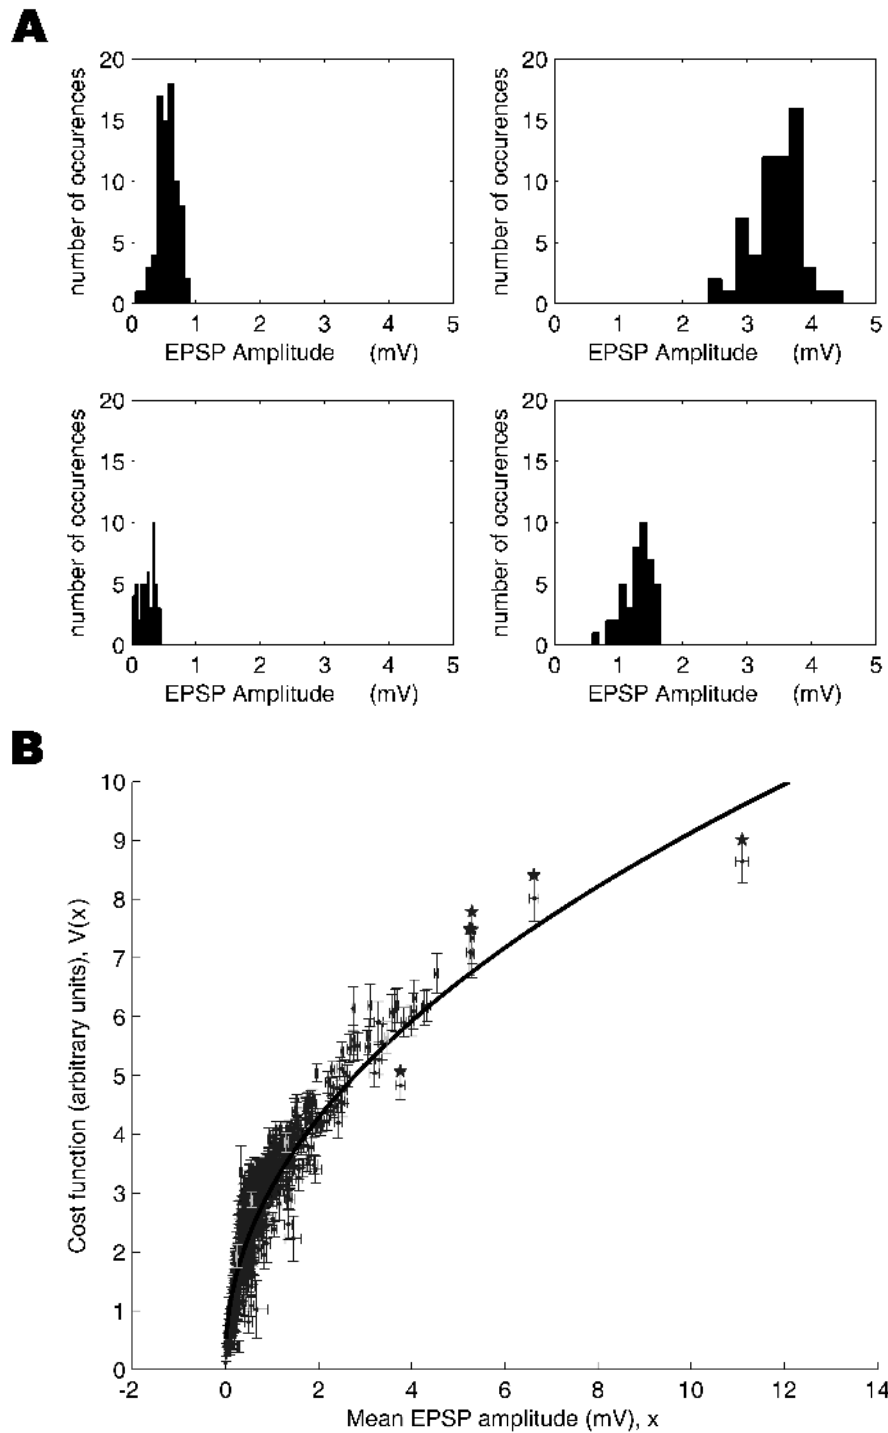 A
20 15 10 5 0
number of occurences
0 1 2 3 4 5
EPSP Amplitude (mV)
20 15 10 5 0
number of occurences
0 1 2 3 4 5
EPSP Amplitude (mV)
20 15 10 5 0
number of occurences
0 1 2 3 4 5
EPSP Amplitude (mV)
20 15 10 5 0
number of occurences
0 1 2 3 4 5
EPSP Amplitude (mV)
B
10 9 8 7 6 5 4 3 2 1 0
Cost function (arbitrary units), V(x)
-2 0 2 4 6 8 10 12 14
Mean EPSP amplitude (mV), x